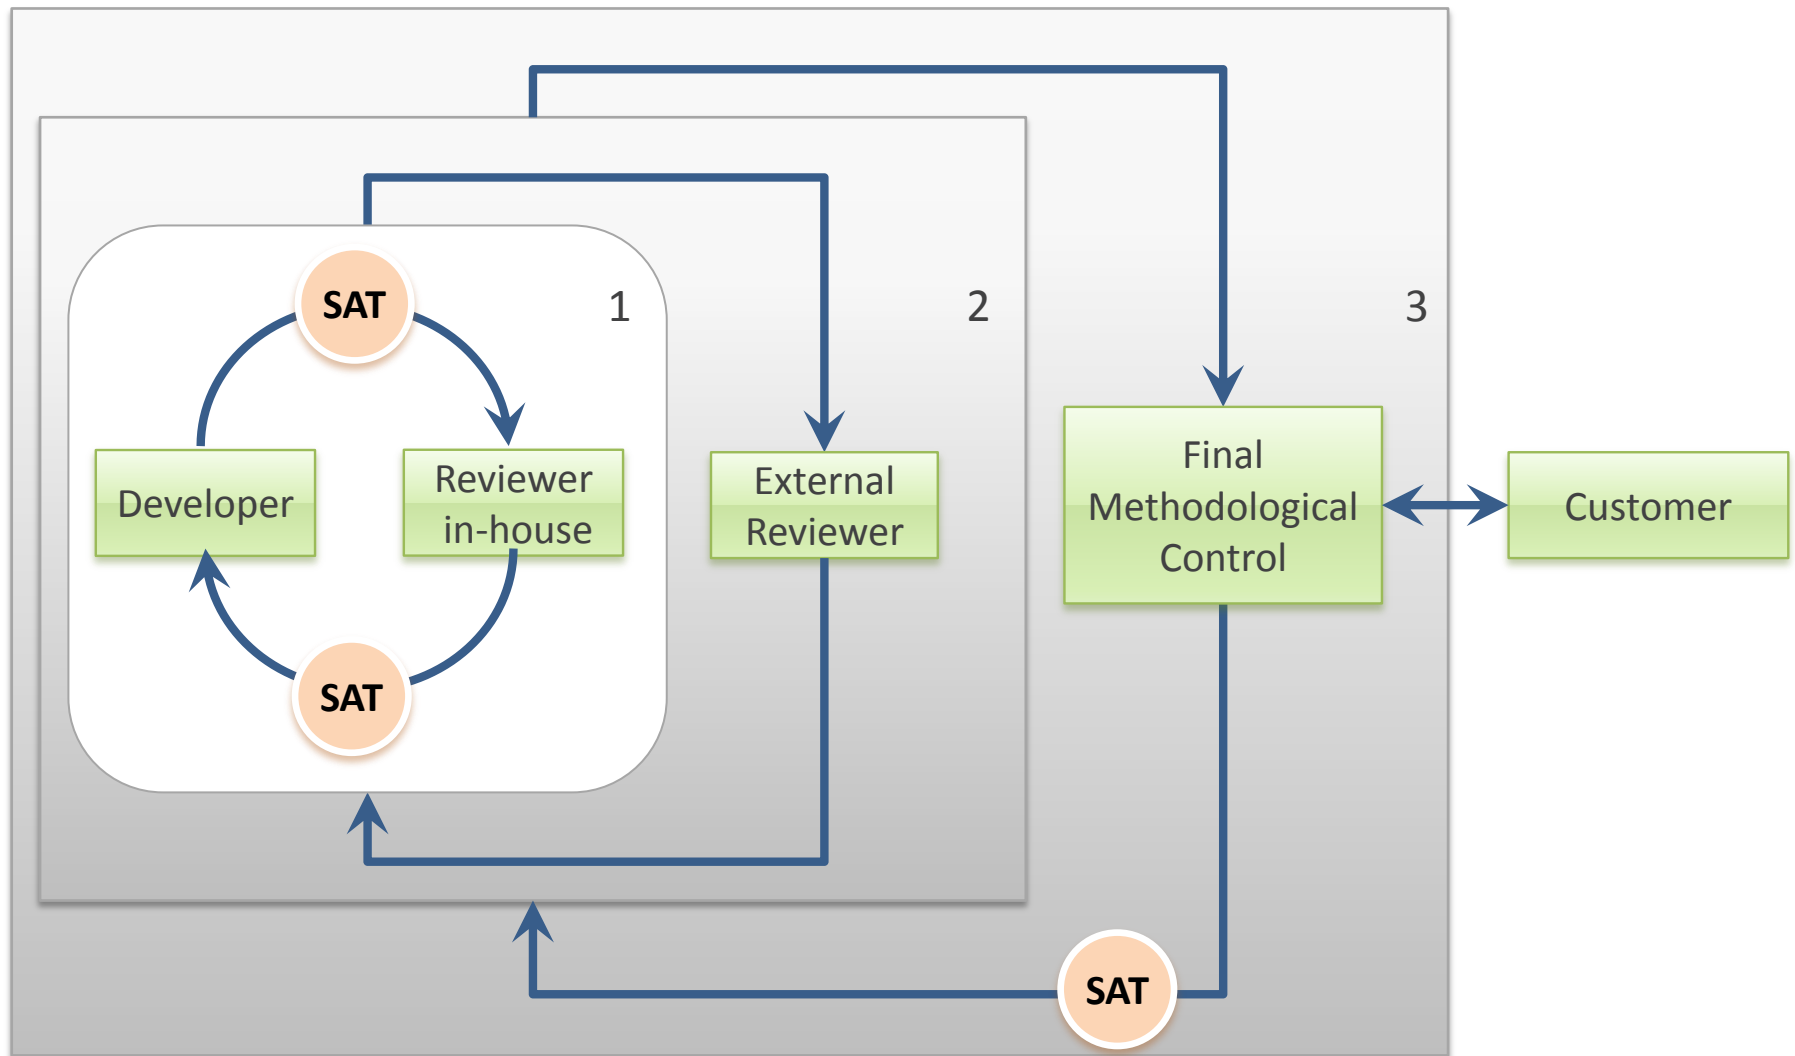 SAT
1
2
3
Developer
Reviewer
in-house
External
Reviewer
Final
Methodological
Control
Customer
SAT
SAT